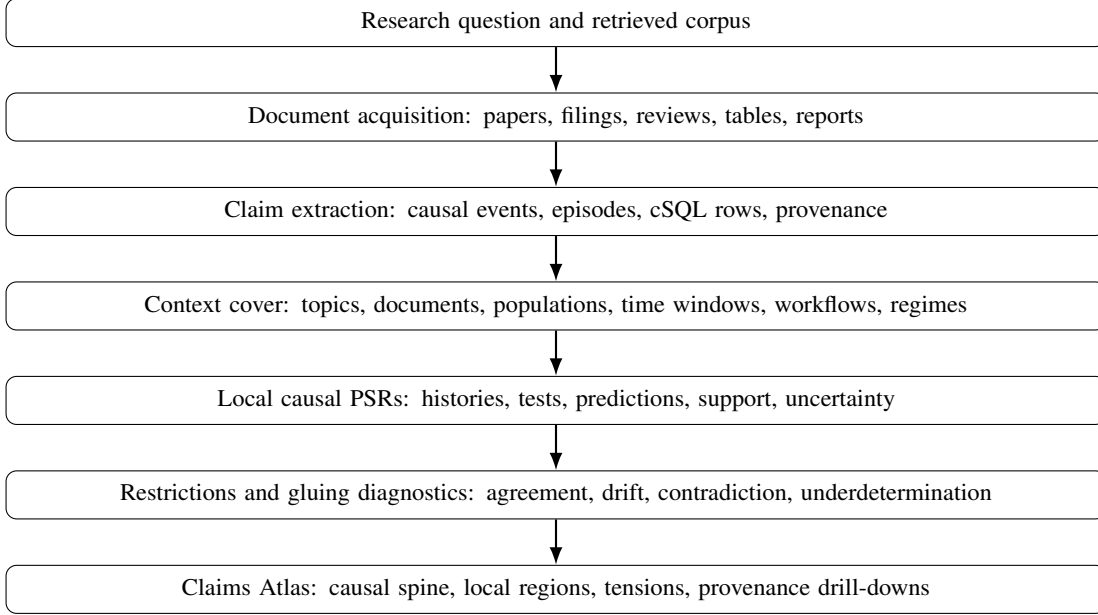 Research question and retrieved corpus
Document acquisition: papers, filings, reviews, tables, reports
Claim extraction: causal events, episodes, cSQL rows, provenance
Context cover: topics, documents, populations, time windows, workflows, regimes
Local causal PSRs: histories, tests, predictions, support, uncertainty
Restrictions and gluing diagnostics: agreement, drift, contradiction, underdetermination
Claims Atlas: causal spine, local regions, tensions, provenance drill-downs